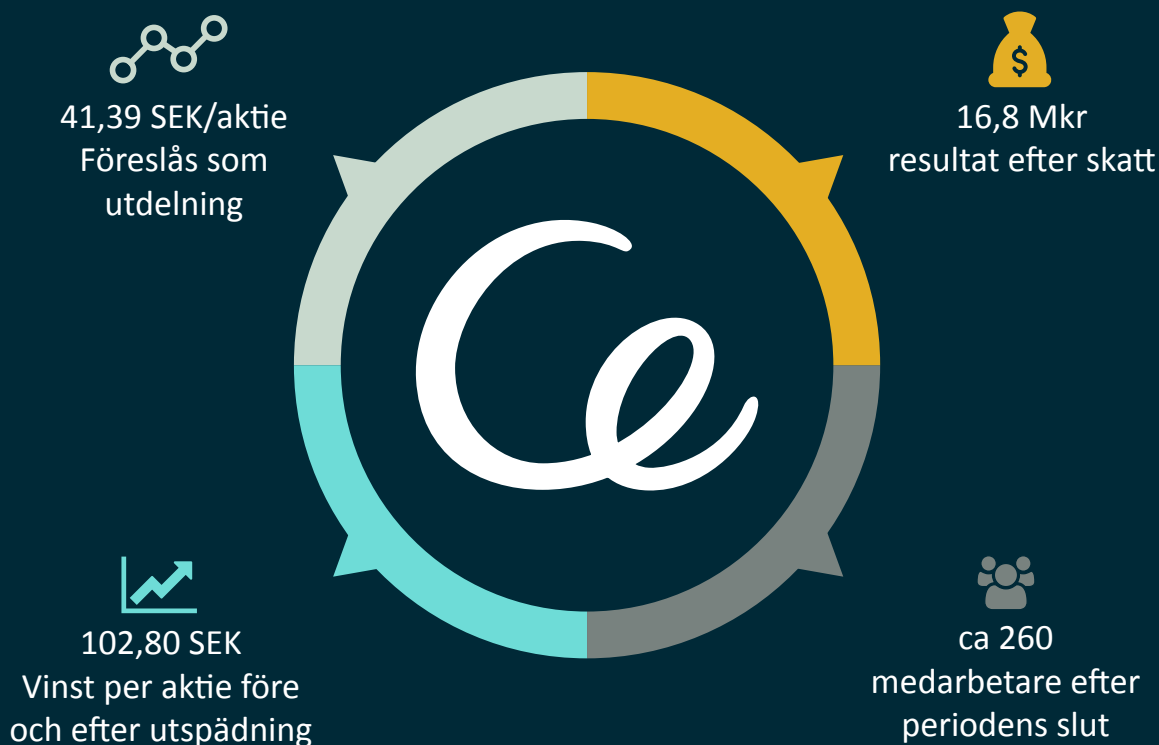 41,39 SEK/aktie
Föreslås som
utdelning
$
16,8 Mkr
resultat efter skatt
Ce
102,80 SEK
Vinst per aktie före
och efter utspädning
ca 260
medarbetare efter
periodens slut